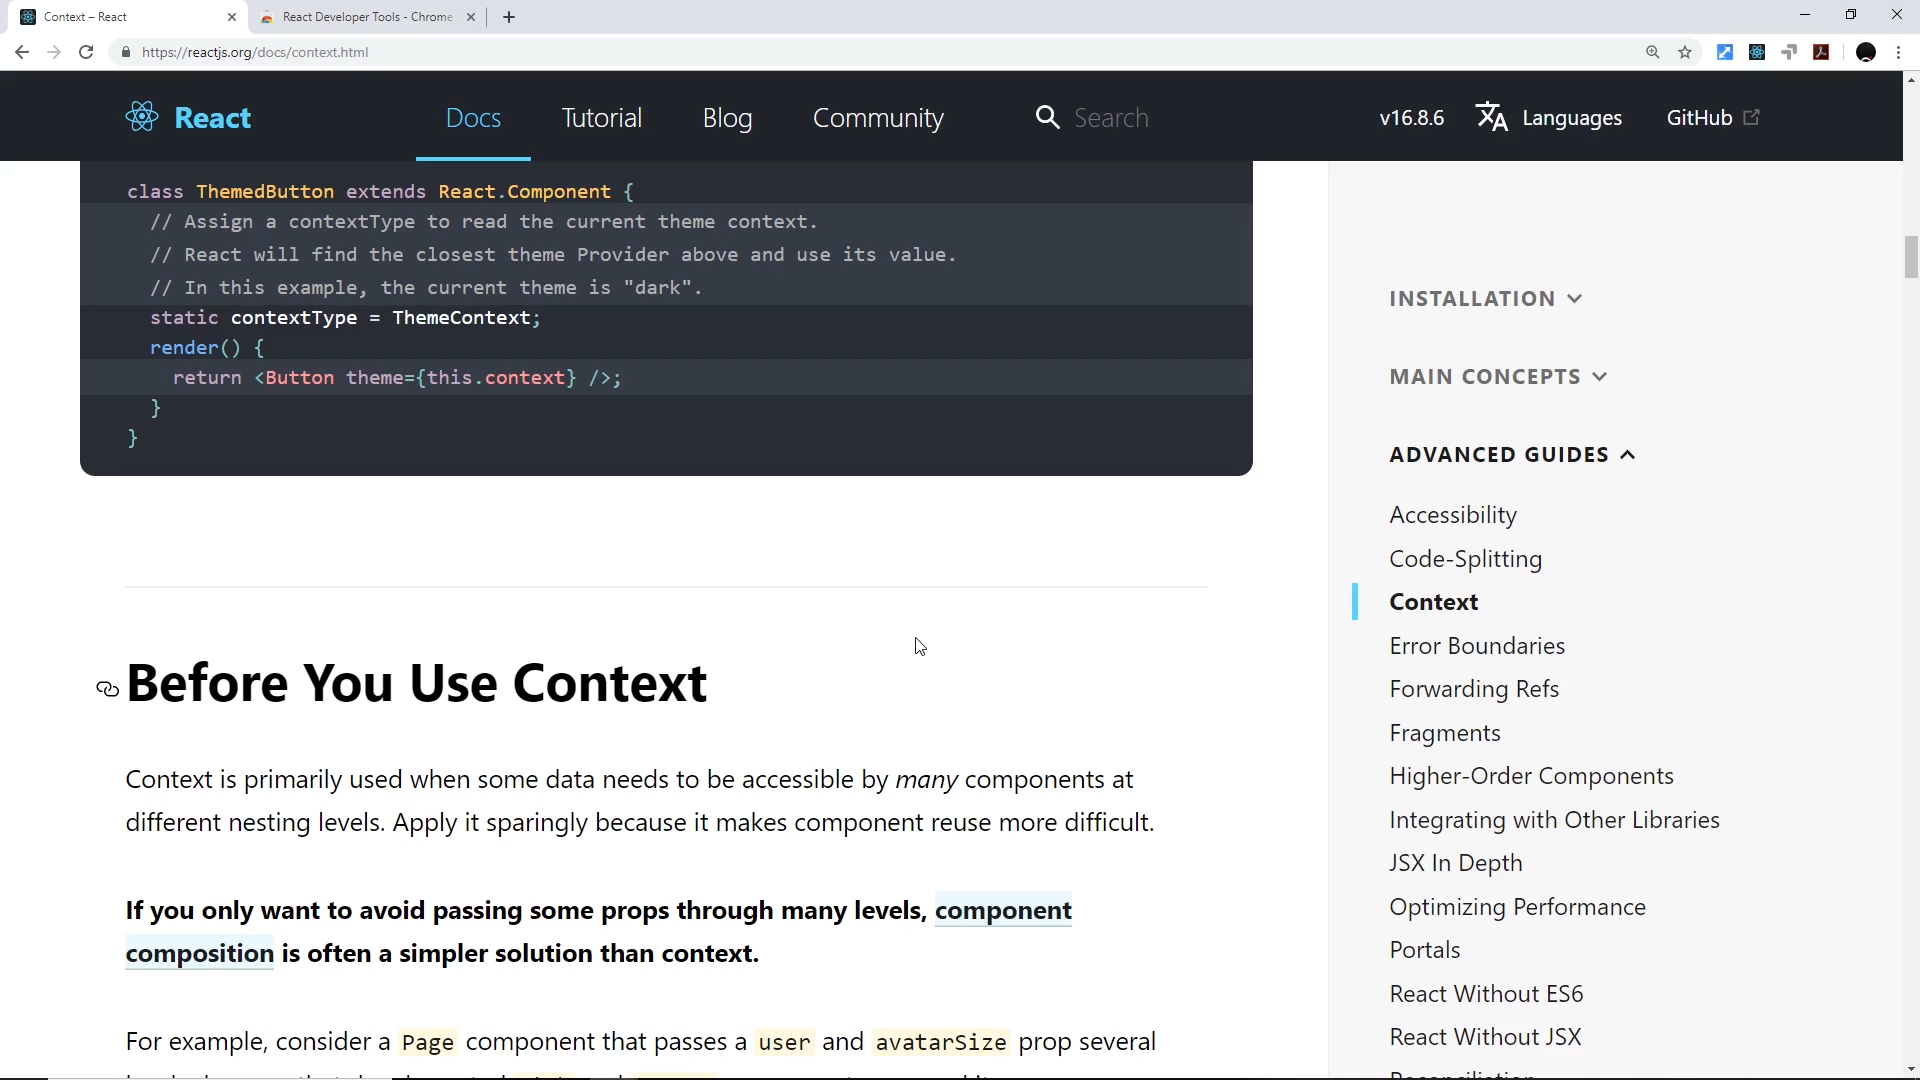 Context – React
React Developer Tools - Chrome
https://reactjs.org/docs/context.html
React
Docs
Tutorial
Blog
Community
Search
v16.8.6
Languages
GitHub
class ThemedButton extends React.Component {
// Assign a contextType to read the current theme context.
// React will find the closest theme Provider above and use its value.
// In this example, the current theme is "dark".
static contextType = ThemeContext;
render() {
return <Button theme={this.context} />;
}
}
Before You Use Context
Context is primarily used when some data needs to be accessible by many components at
different nesting levels. Apply it sparingly because it makes component reuse more difficult.
If you only want to avoid passing some props through many levels, component
composition is often a simpler solution than context.
For example, consider a Page component that passes a user and avatarSize prop several
INSTALLATION
MAIN CONCEPTS
ADVANCED GUIDES
Accessibility
Code-Splitting
Context
Error Boundaries
Forwarding Refs
Fragments
Higher-Order Components
Integrating with Other Libraries
JSX In Depth
Optimizing Performance
Portals
React Without ES6
React Without JSX
Reconciliation